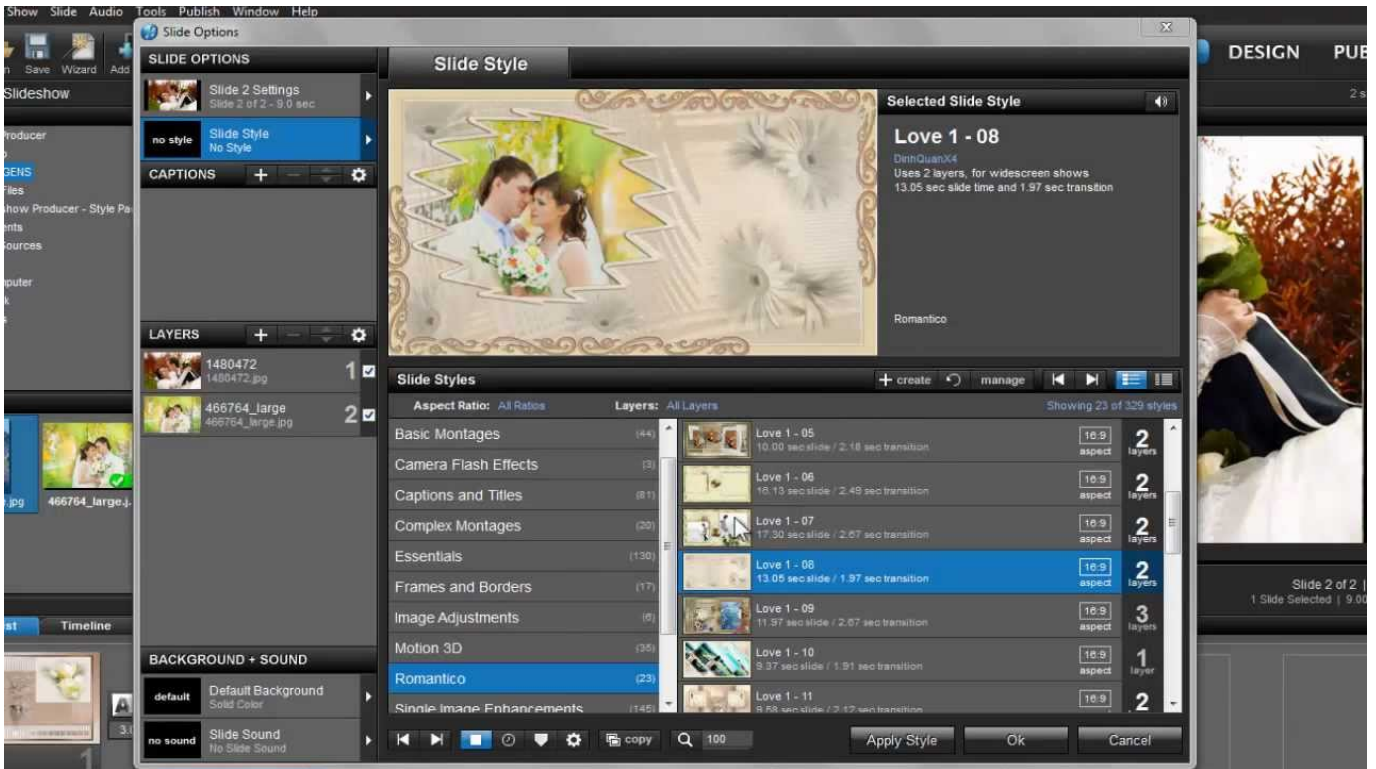 Show Slide Audio Tools Publish Window Help
Slide Options
Save Wizard Add
DESIGN
Slideshow
SLIDE OPTIONS
Slide 2 Settings
Slide 2 of 2 - 9.0 sec
no style
Slide Style
No Style
CAPTIONS
LAYERS
1480472
1480472.jpg
1
466764_large
466764_large.jpg
2
BACKGROUND + SOUND
default
Default Background
Solid Color
no sound
Slide Sound
No Slide Sound
Slide Style
Selected Slide Style
Love 1 - 08
DinhQuanX4
Uses 2 layers, for widescreen shows
13.05 sec slide time and 1.97 sec transition
Romantico
Slide Styles
create
manage
Aspect Ratio: All Ratios
Layers: All Layers
Showing 23 of 329 styles
Basic Montages (44)
Camera Flash Effects (3)
Captions and Titles (81)
Complex Montages (20)
Essentials (130)
Frames and Borders (17)
Image Adjustments (6)
Motion 3D (35)
Romantico (23)
Single Image Enhancements (145)
Love 1 - 05
10.00 sec slide / 2.18 sec transition
16:9 aspect
2 layers
Love 1 - 06
16.13 sec slide / 2.49 sec transition
16:9 aspect
2 layers
Love 1 - 07
17.30 sec slide / 2.67 sec transition
16:9 aspect
2 layers
Love 1 - 08
13.05 sec slide / 1.97 sec transition
16:9 aspect
2 layers
Love 1 - 09
11.97 sec slide / 2.67 sec transition
16:9 aspect
3 layers
Love 1 - 10
9.37 sec slide / 1.91 sec transition
16:9 aspect
1 layer
Love 1 - 11
9.58 sec slide / 2.12 sec transition
16:9
2
copy
100
Apply Style
Ok
Cancel
466764_large.j..
Timeline
1
Slide 2 of 2 |
1 Slide Selected |